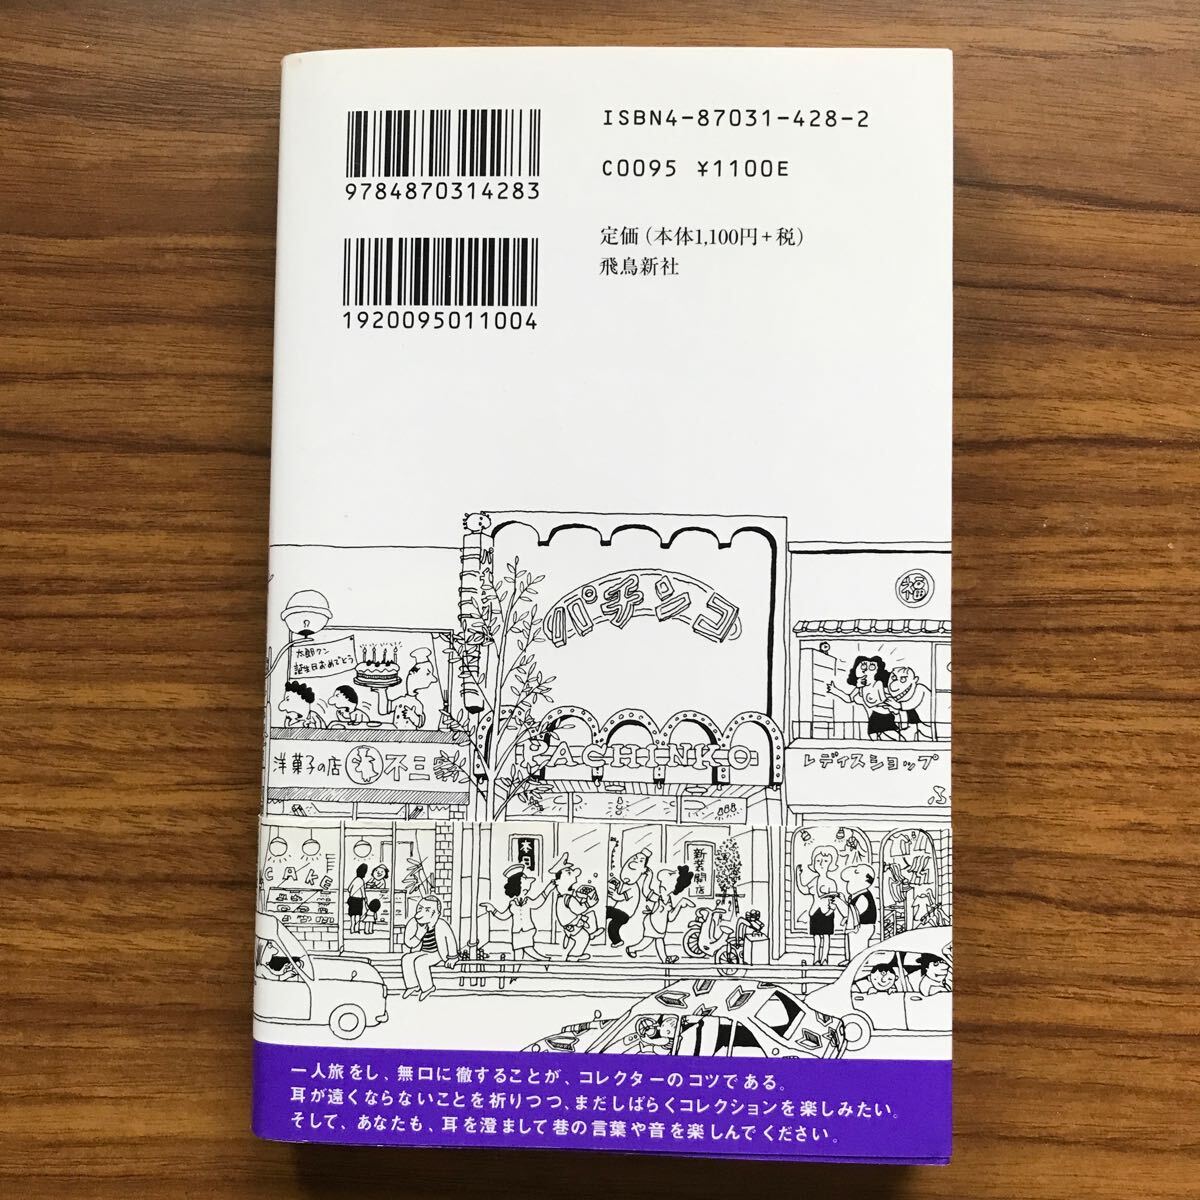 9784870314283
1920095011004
ISBN4-87031-428-2
C0095 ¥1100E
定価(本体1,100円+税)
飛鳥新社
パチンコ
福
太郎クン
誕生日おめでとう
洋菓子の店
不三家
PACHINKO
レディスショップ
ふ
CAKE
本日
新装開店
一人旅をし、無口に徹することが、コレクターのコツである。
耳が遠くならないことを祈りつつ、まだしばらくコレクションを楽しみたい。
そして、あなたも、耳を澄まして巷の言葉や音を楽しんでください。